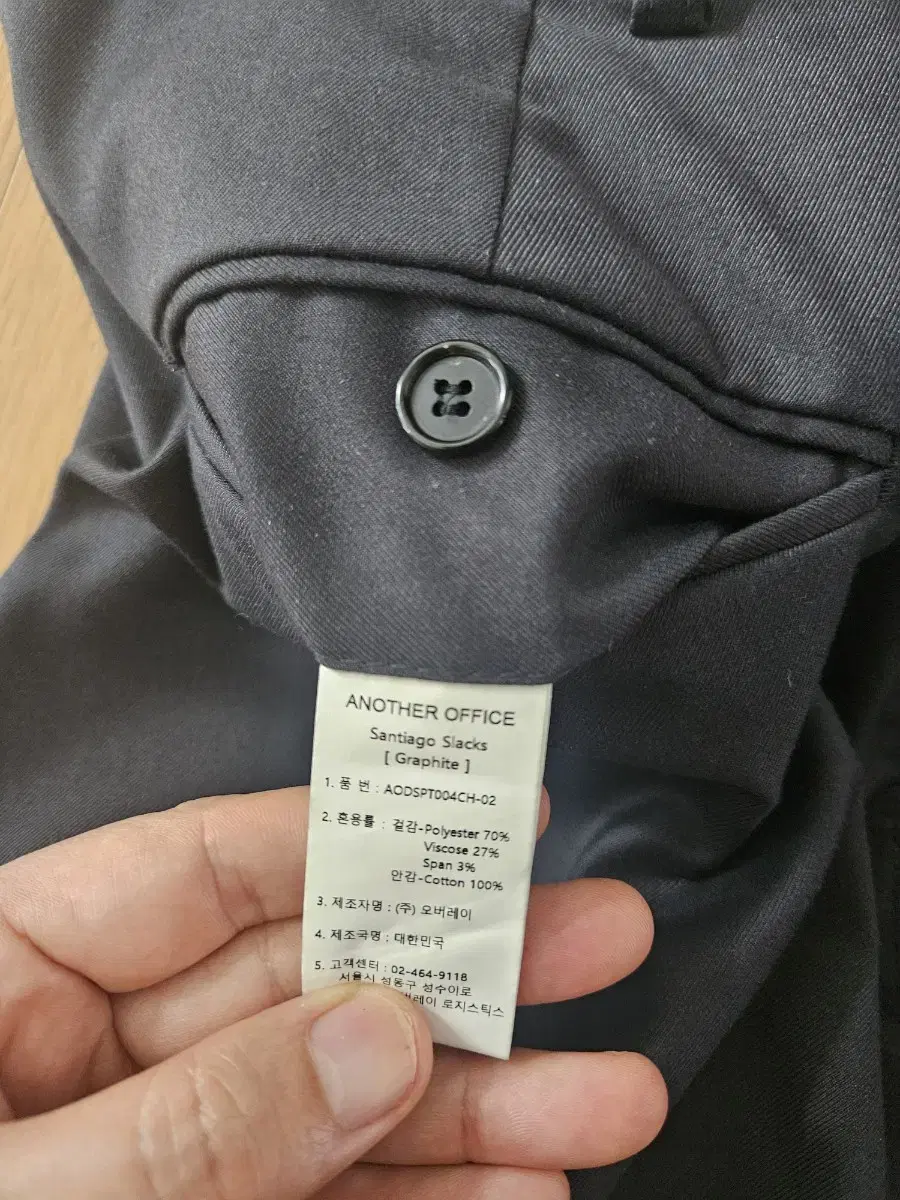 ANOTHER OFFICE
Santiago Slacks
[ Graphite ]
1. 품 번 : AODSPT004CH-02
2. 혼용률 : 겉감-Polyester 70%
Viscose 27%
Span 3%
안감-Cotton 100%
3. 제조자명 : (주) 오버레이
4. 제조국명 : 대한민국
5. 고객센터 : 02-464-9118
서울시 성동구 성수이로
로지스틱스